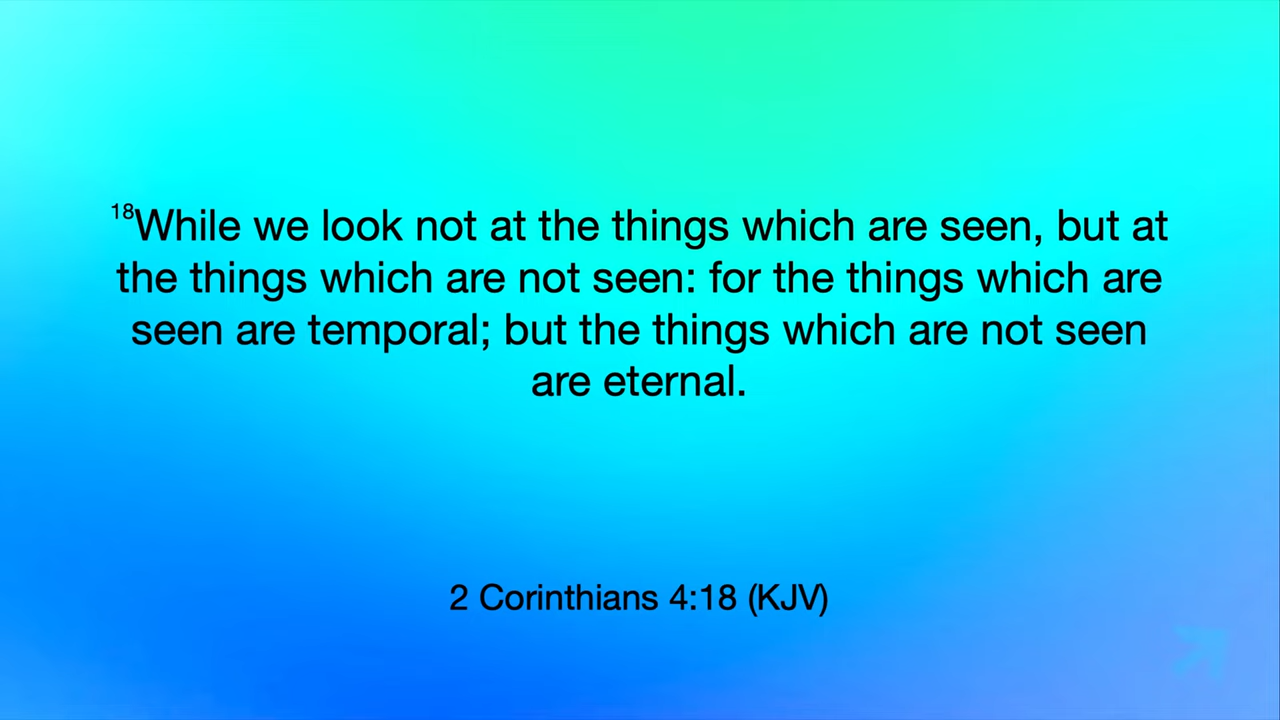 18While we look not at the things which are seen, but at
the things which are not seen: for the things which are
seen are temporal; but the things which are not seen
are eternal.
2 Corinthians 4:18 (KJV)